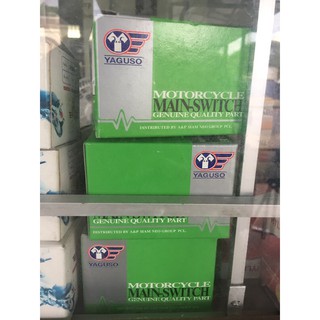 YAGUSO
MOTORCYCLE
MAIN-SWITCH
GENUINE QUALITY PART
YAGUSO
GENUINE QUALITY PART
YAGUSO
MOTORCYCLE
MAIN-SWITCH
GENUINE QUALITY PART